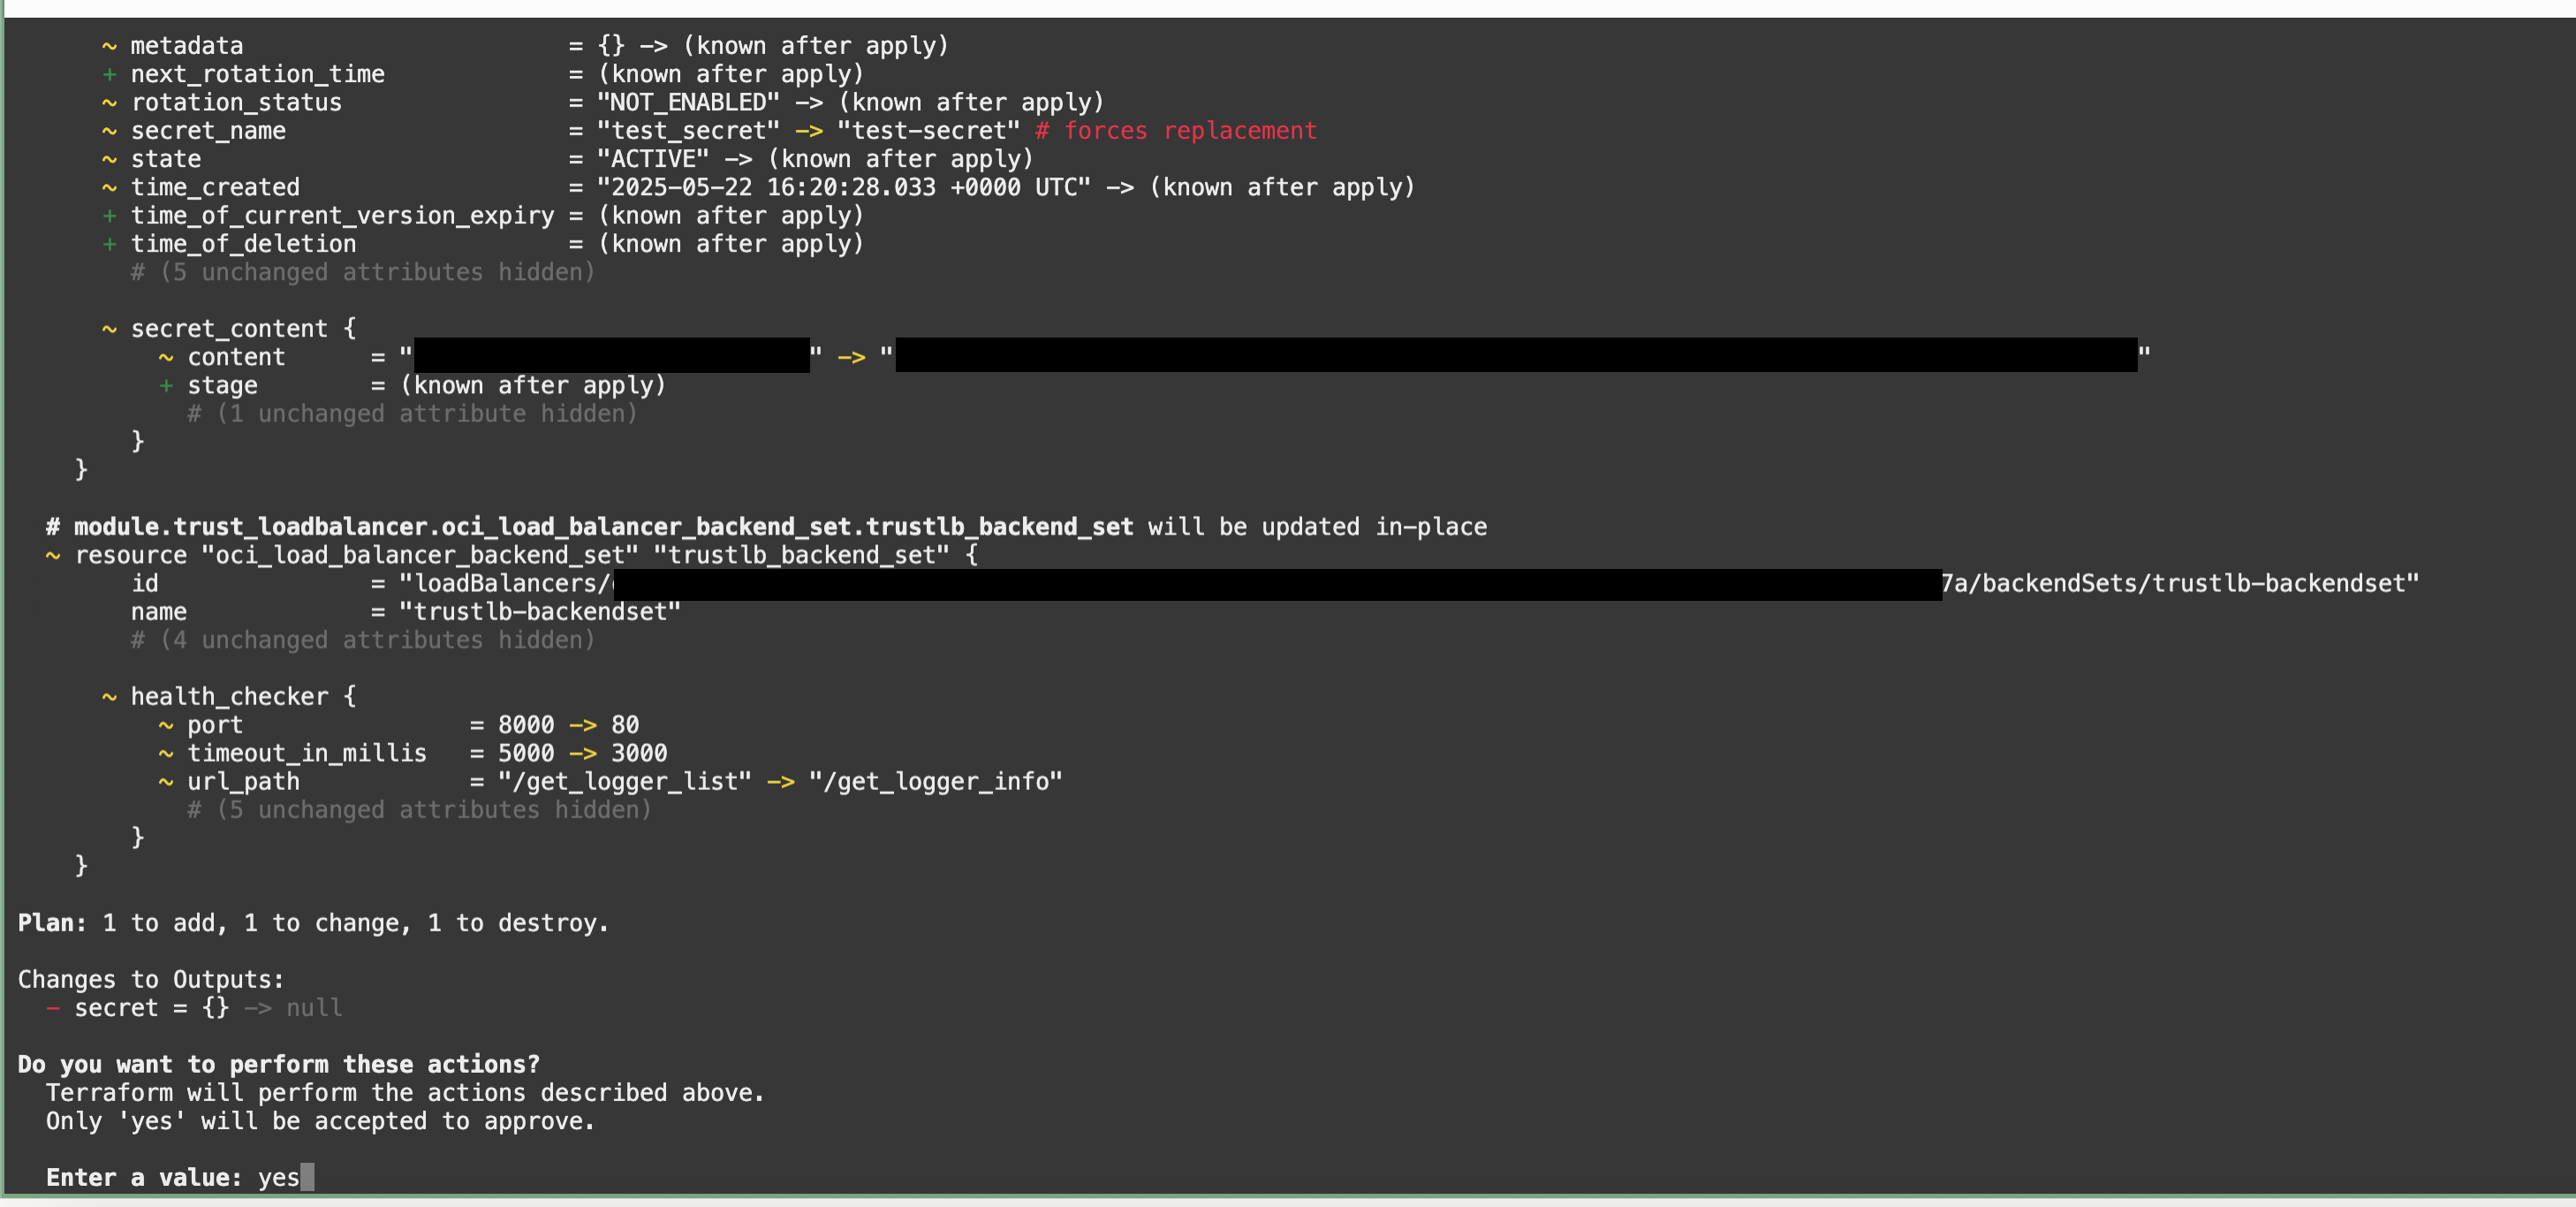 ~ metadata = {} -> (known after apply)
+ next_rotation_time = (known after apply)
~ rotation_status = "NOT_ENABLED" -> (known after apply)
~ secret_name = "test_secret" -> "test-secret" # forces replacement
~ state = "ACTIVE" -> (known after apply)
~ time_created = "2025-05-22 16:20:28.033 +0000 UTC" -> (known after apply)
+ time_of_current_version_expiry = (known after apply)
+ time_of_deletion = (known after apply)
# (5 unchanged attributes hidden)
~ secret_content {
~ content = "" -> ""
+ stage = (known after apply)
# (1 unchanged attribute hidden)
}
}
# module.trust_loadbalancer.oci_load_balancer_backend_set.trustlb_backend_set will be updated in-place
~ resource "oci_load_balancer_backend_set" "trustlb_backend_set" {
id = "loadBalancers/ 7a/backendSets/trustlb-backendset"
name = "trustlb-backendset"
# (4 unchanged attributes hidden)
~ health_checker {
~ port = 8000 -> 80
~ timeout_in_millis = 5000 -> 3000
~ url_path = "/get_logger_list" -> "/get_logger_info"
# (5 unchanged attributes hidden)
}
}
Plan: 1 to add, 1 to change, 1 to destroy.
Changes to Outputs:
- secret = {} -> null
Do you want to perform these actions?
Terraform will perform the actions described above.
Only 'yes' will be accepted to approve.
Enter a value: yes